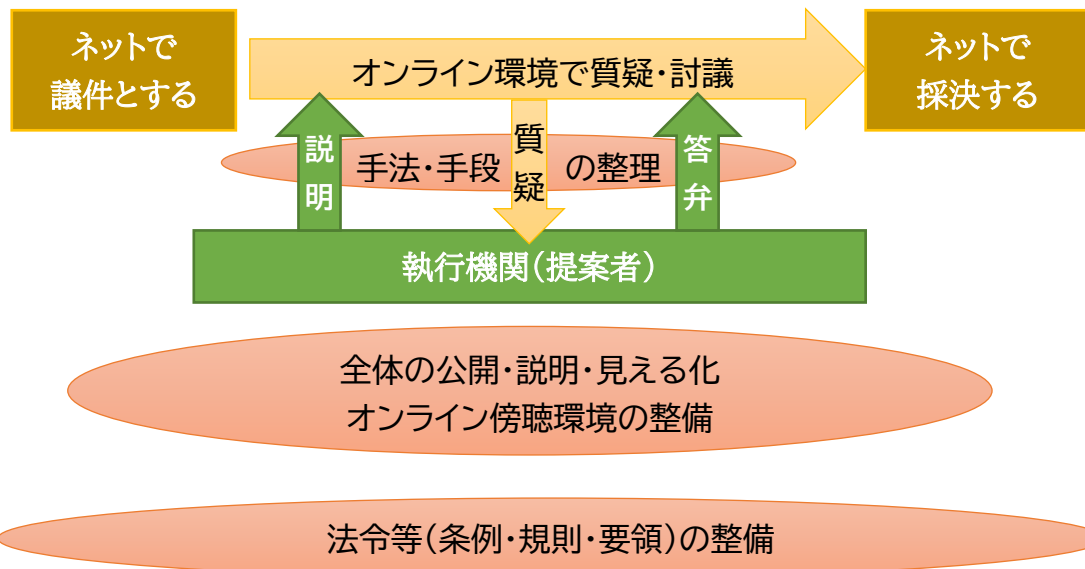 ネットで
議件とする
オンライン環境で質疑・討議
ネットで
採決する
説明
質疑
答弁
手法・手段
の整理
執行機関(提案者)
全体の公開・説明・見える化
オンライン傍聴環境の整備
法令等(条例・規則・要領)の整備